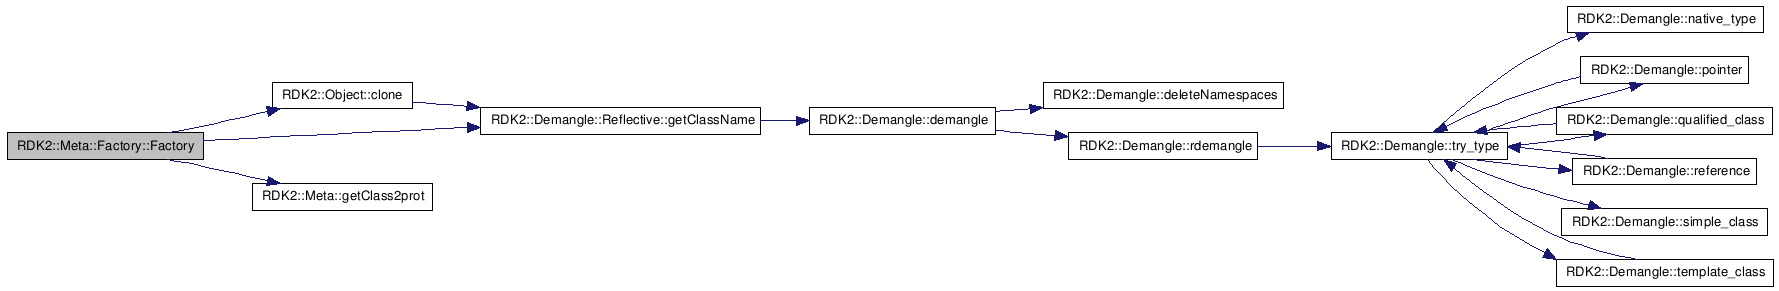 RDK2::Meta::Factory::Factory
RDK2::Object::clone
RDK2::Meta::getClass2prot
RDK2::Demangle::Reflective::getClassName
RDK2::Demangle::demangle
RDK2::Demangle::deleteNamespaces
RDK2::Demangle::rdemangle
RDK2::Demangle::try_type
RDK2::Demangle::native_type
RDK2::Demangle::pointer
RDK2::Demangle::qualified_class
RDK2::Demangle::reference
RDK2::Demangle::simple_class
RDK2::Demangle::template_class